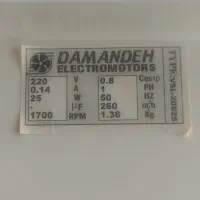 DAMANDEH
ELECTROMOTORS
220 V 0.8 Cosφ
0.14 A 1 PH
25 W 50 HZ
- µF 260 m³/h
1700 RPM 1.36 Kg